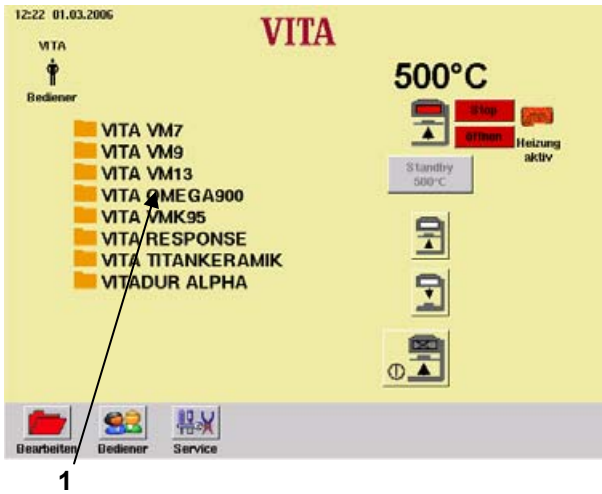 12:22 01.03.2006
VITA
VITA
Bediener
500°C
Stop
Öffnen
Heizung
aktiv
Standby
500°C
VITA VM7
VITA VM9
VITA VM13
VITA OMEGA900
VITA VMK95
VITA RESPONSE
VITA TITANKERAMIK
VITADUR ALPHA
Bearbeiten
Bediener
Service
1